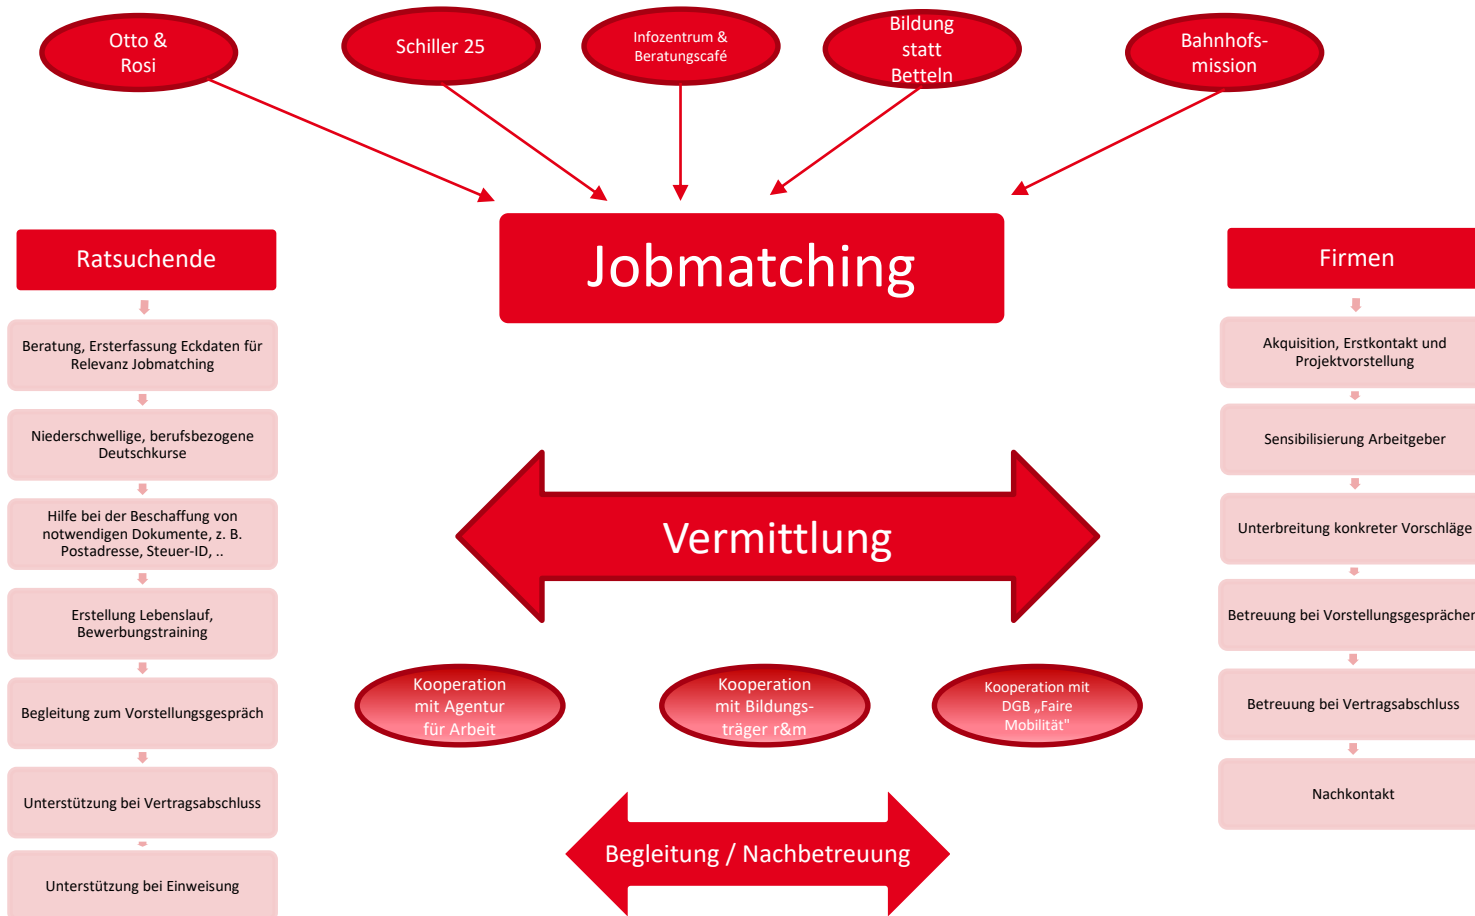 Otto &
Rosi
Schiller 25
Infozentrum &
Beratungscafé
Bildung
statt
Betteln
Bahnhofs-
mission
Jobmatching
Ratsuchende
Beratung, Ersterfassung Eckdaten für
Relevanz Jobmatching
Niederschwellige, berufsbezogene
Deutschkurse
Hilfe bei der Beschaffung von
notwendigen Dokumente, z. B.
Postadresse, Steuer-ID, ..
Erstellung Lebenslauf,
Bewerbungstraining
Begleitung zum Vorstellungsgespräch
Unterstützung bei Vertragsabschluss
Unterstützung bei Einweisung
Vermittlung
Kooperation
mit Agentur
für Arbeit
Kooperation
mit Bildungs-
träger r&m
Kooperation mit
DGB „Faire
Mobilität"
Begleitung / Nachbetreuung
Firmen
Akquisition, Erstkontakt und
Projektvorstellung
Sensibilisierung Arbeitgeber
Unterbreitung konkreter Vorschläge
Betreuung bei Vorstellungsgesprächen
Betreuung bei Vertragsabschluss
Nachkontakt